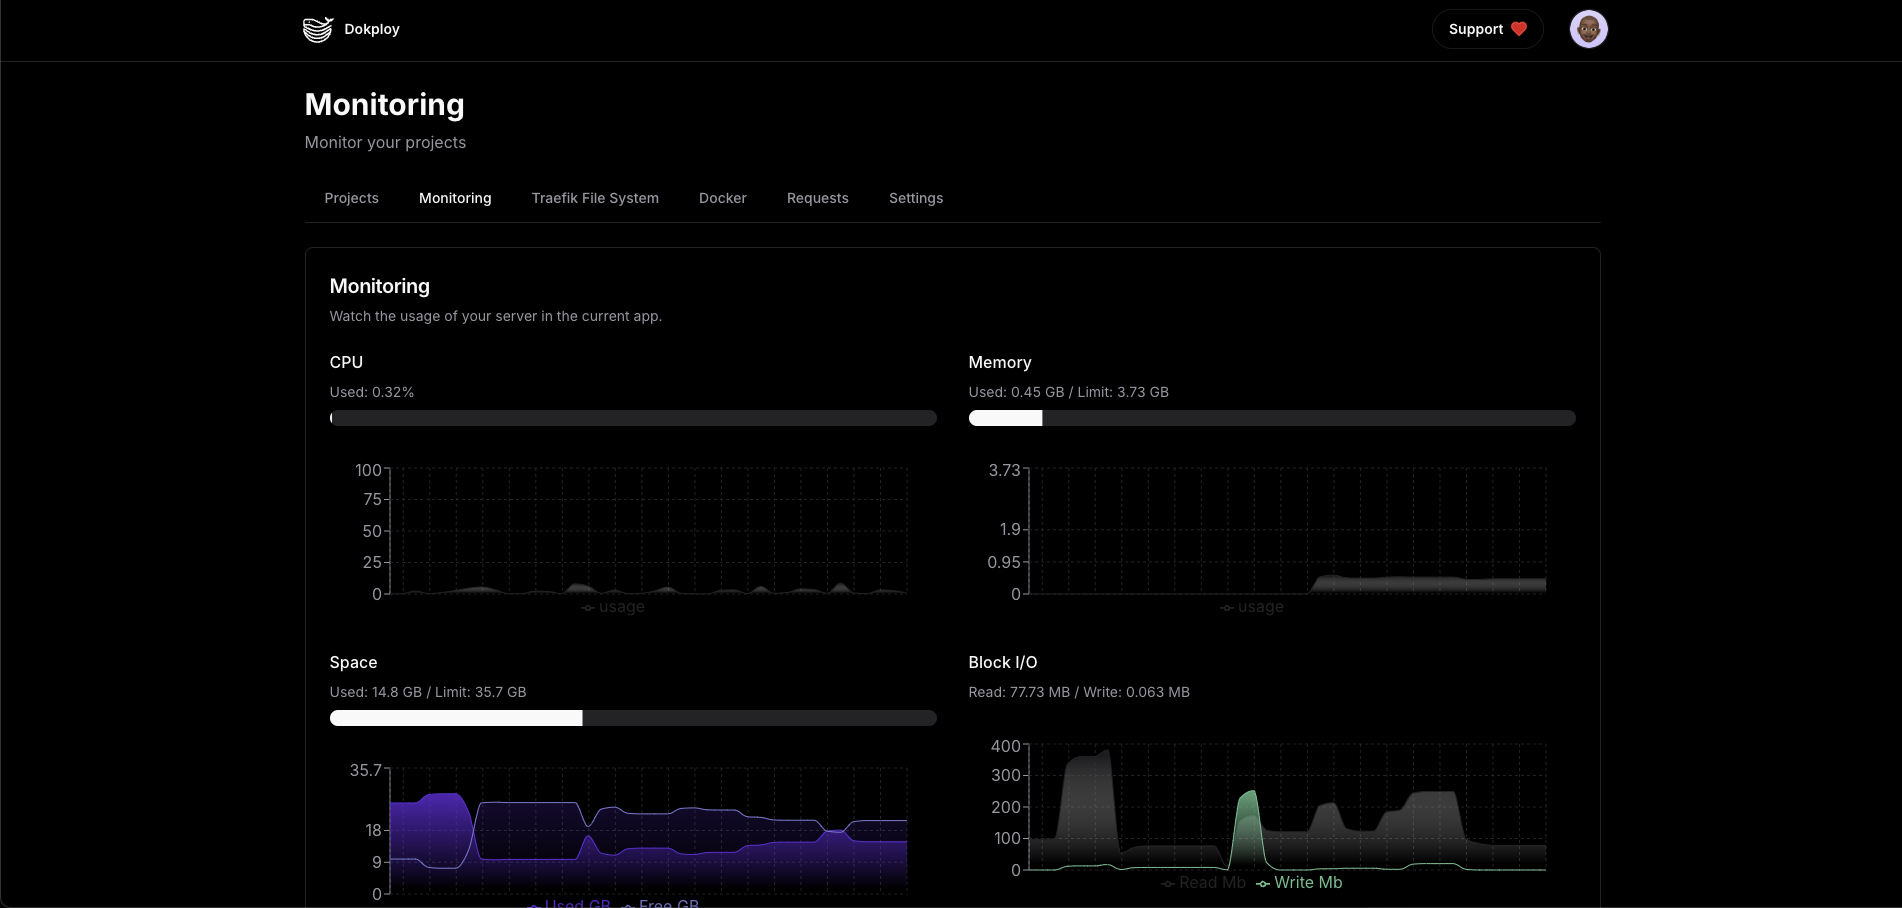 Dokploy
Support
Monitoring
Monitor your projects
Projects Monitoring Traefik File System Docker Requests Settings
Monitoring
Watch the usage of your server in the current app.
CPU
Used: 0.32%
100
75
50
25
0
usage
Memory
Used: 0.45 GB / Limit: 3.73 GB
3.73
1.9
0.95
0
usage
Space
Used: 14.8 GB / Limit: 35.7 GB
35.7
18
9
0
Used GB Free GB
Block I/O
Read: 77.73 MB / Write: 0.063 MB
400
300
200
100
0
Read Mb Write Mb